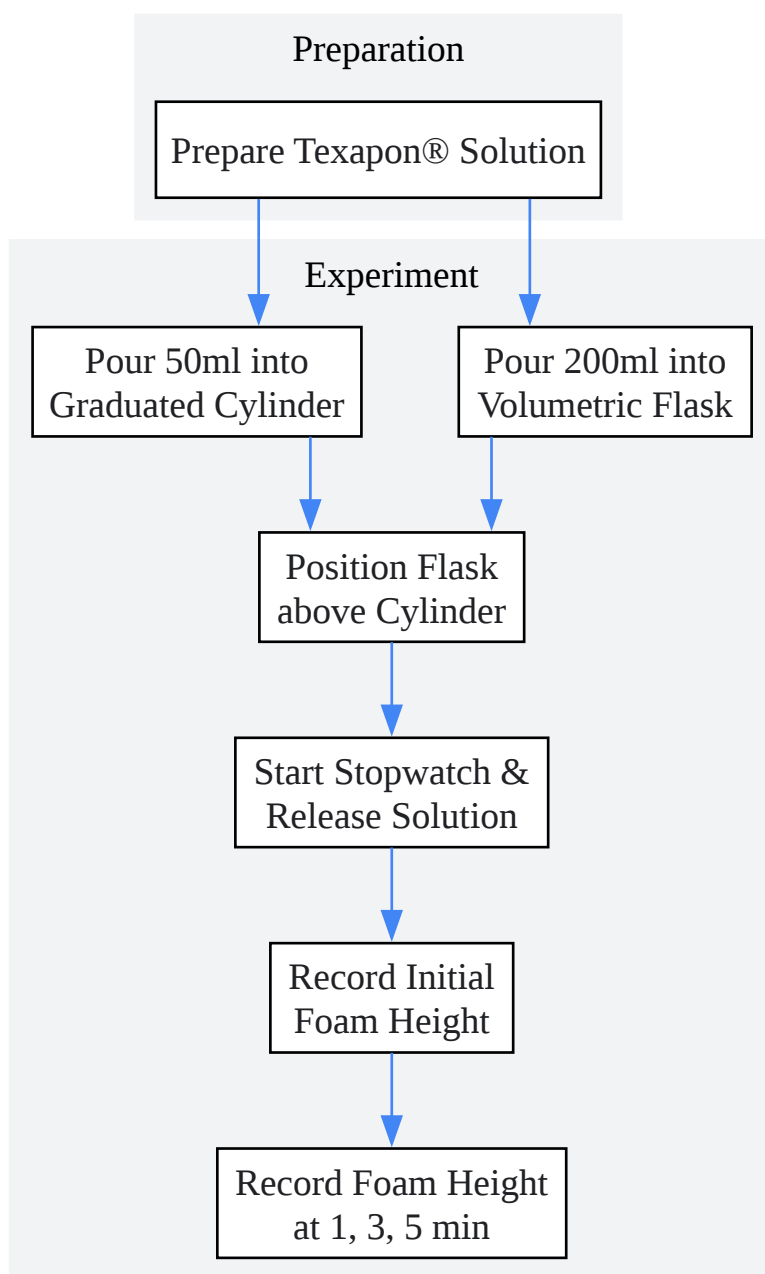 Preparation
Prepare Texapon® Solution
Experiment
Pour 50ml into
Graduated Cylinder
Pour 200ml into
Volumetric Flask
Position Flask
above Cylinder
Start Stopwatch &
Release Solution
Record Initial
Foam Height
Record Foam Height
at 1, 3, 5 min